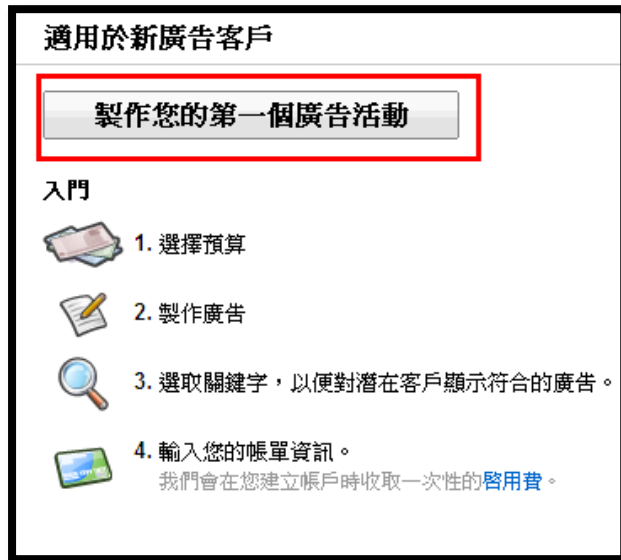 適用於新廣告客戶
製作您的第一個廣告活動
入門
1. 選擇預算
2. 製作廣告
3. 選取關鍵字，以便對潛在客戶顯示符合的廣告。
4. 輸入您的帳單資訊。
我們會在您建立帳戶時收取一次性的啓用費。